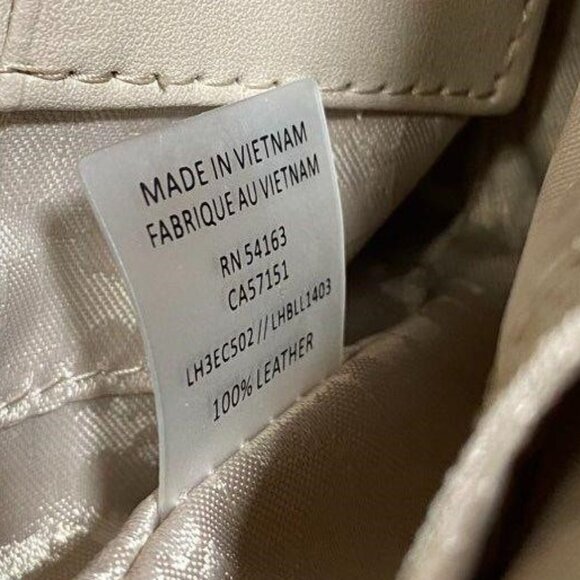 MADE IN VIETNAM
FABRIQUE AU VIETNAM
RN 54163
CA57151
LH3EC502 // LHBLL1403
100% LEATHER